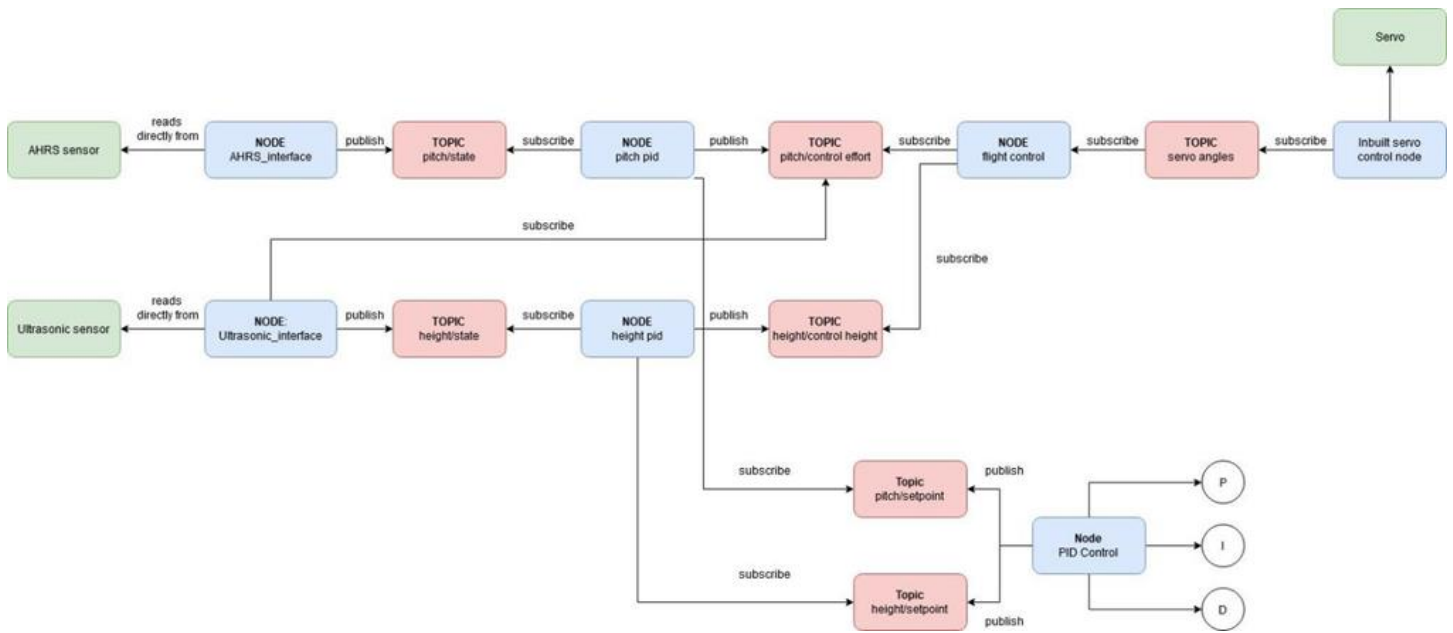 Servo
reads
directly from
publish
subscribe
publish
subscribe
subscribe
subscribe
AHRS sensor
NODE
AHRS_interface
TOPIC
pitch/state
NODE
pitch pid
TOPIC
pitch/control effort
NODE
flight control
TOPIC
servo angles
Inbuilt servo
control node
subscribe
subscribe
reads
directly from
publish
subscribe
publish
Ultrasonic sensor
NODE:
Ultrasonic_interface
TOPIC
height/state
NODE
height pid
TOPIC
height/control height
subscribe
publish
Topic
pitch/setpoint
P
Node
PID Control
I
subscribe
Topic
height/setpoint
publish
D